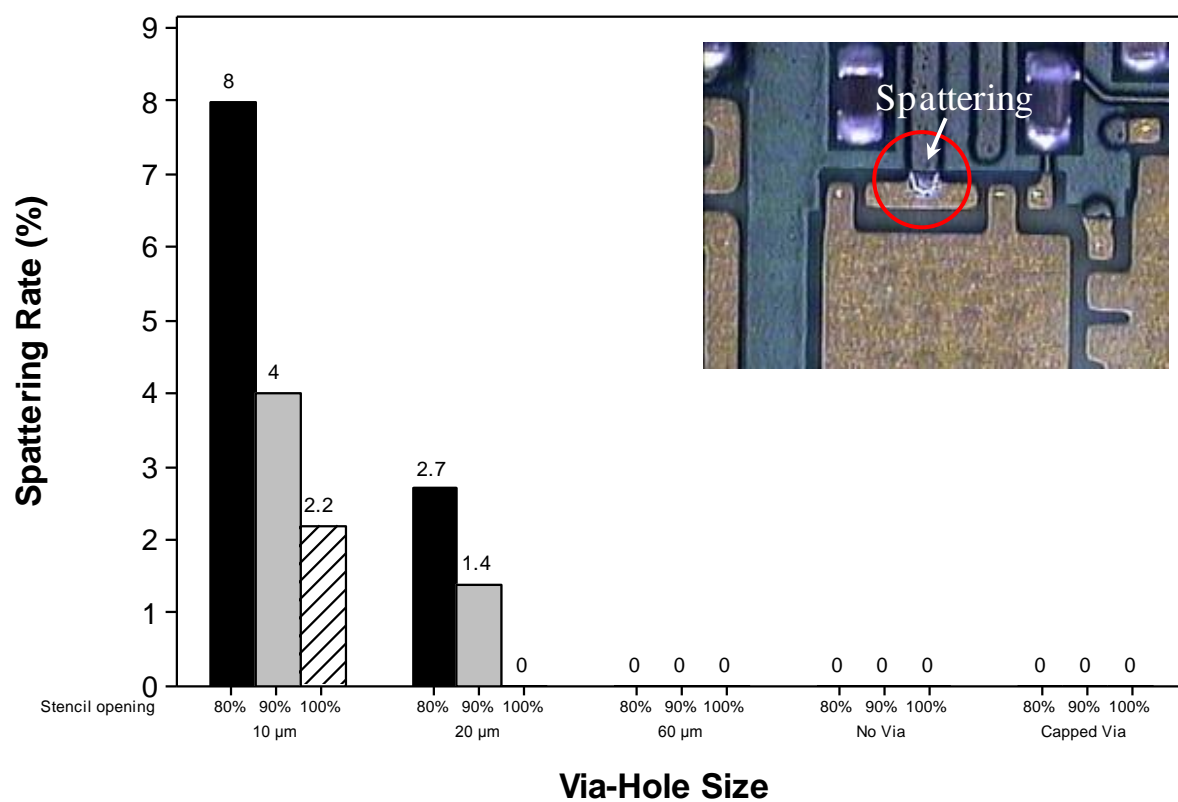 9
8
7
6
5
4
3
2
1
0
Spattering Rate (%)
8
4
2.2
2.7
1.4
0
0 0 0
0 0 0
0 0 0
Spattering
Stencil opening
80% 90% 100%
80% 90% 100%
80% 90% 100%
80% 90% 100%
80% 90% 100%
10 µm
20 µm
60 µm
No Via
Capped Via
Via-Hole Size